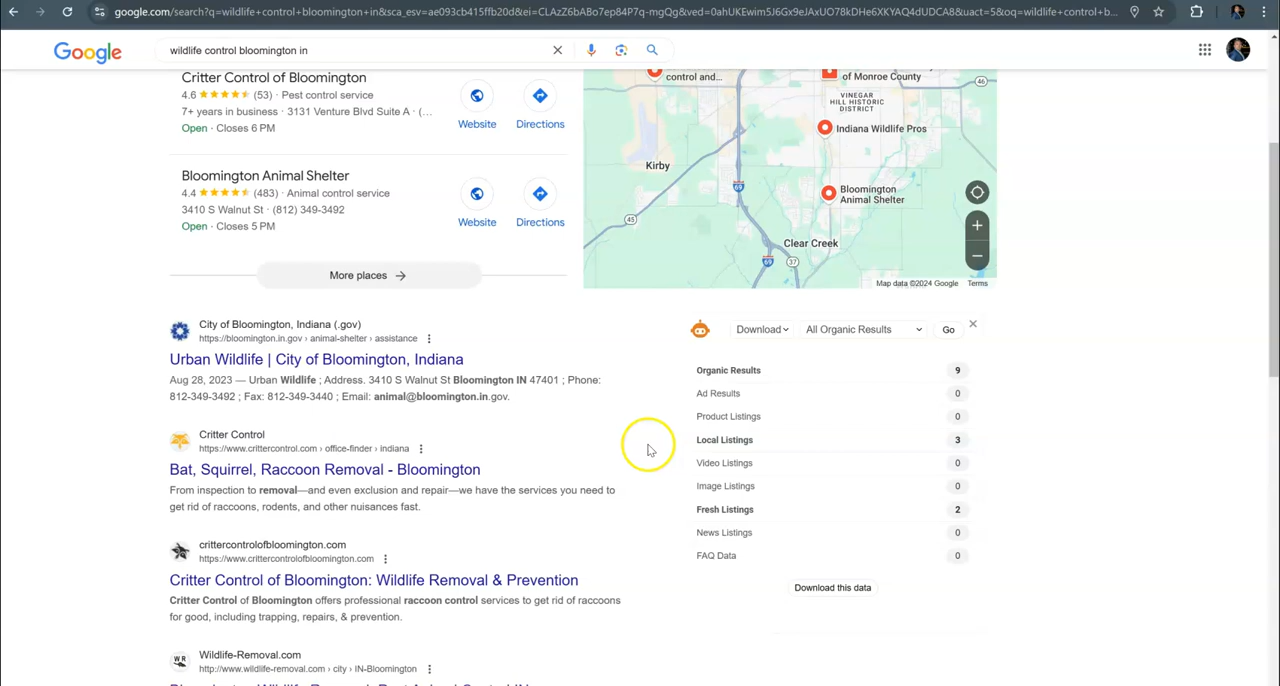 google.com/search?q=wildlife+control+bloomington+in&sca_esv=ae093cb415ffb20d&ei=CLAzZ6bABo7ep84P7q-mgQg&ved=0ahUKEwim5J6Gx9eJAxUO78kDHe6XKYAQ4dUDCA8&uact=5&oq=wildlife+control+b...
Google
wildlife control bloomington in
Critter Control of Bloomington
4.6 (53) · Pest control service
7+ years in business · 3131 Venture Blvd Suite A · (...
Open · Closes 6 PM
Website
Directions
Bloomington Animal Shelter
4.4 (483) · Animal control service
3410 S Walnut St · (812) 349-3492
Open · Closes 5 PM
Website
Directions
More places
control and...
of Monroe County
46
VINEGAR
HILL HISTORIC
DISTRICT
Indiana Wildlife Pros
Kirby
69
Bloomington
Animal Shelter
45
Clear Creek
69
37
Map data ©2024 Google
Terms
City of Bloomington, Indiana (.gov)
https://bloomington.in.gov › animal-shelter › assistance
Urban Wildlife | City of Bloomington, Indiana
Aug 28, 2023 — Urban Wildlife ; Address. 3410 S Walnut St Bloomington IN 47401 ; Phone:
812-349-3492 ; Fax: 812-349-3440 ; Email: animal@bloomington.in.gov.
Critter Control
https://www.crittercontrol.com › office-finder › indiana
Bat, Squirrel, Raccoon Removal - Bloomington
From inspection to removal—and even exclusion and repair—we have the services you need to
get rid of raccoons, rodents, and other nuisances fast.
crittercontrolofbloomington.com
https://www.crittercontrolofbloomington.com
Critter Control of Bloomington: Wildlife Removal & Prevention
Critter Control of Bloomington offers professional raccoon control services to get rid of raccoons
for good, including trapping, repairs, & prevention.
WR
Wildlife-Removal.com
http://www.wildlife-removal.com › city › IN-Bloomington
Download
All Organic Results
Go
Organic Results 9
Ad Results 0
Product Listings 0
Local Listings 3
Video Listings 0
Image Listings 0
Fresh Listings 2
News Listings 0
FAQ Data 0
Download this data